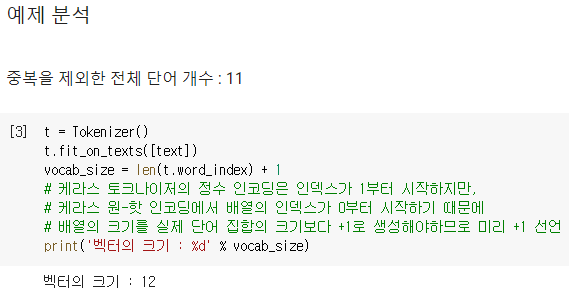 예제 분석
중복을 제외한 전체 단어 개수 : 11
[3] t = Tokenizer()
t.fit_on_texts([text])
vocab_size = len(t.word_index) + 1
# 케라스 토크나이저의 정수 인코딩은 인덱스가 1부터 시작하지만,
# 케라스 원-핫 인코딩에서 배열의 인덱스가 0부터 시작하기 때문에
# 배열의 크기를 실제 단어 집합의 크기보다 +1로 생성해야하므로 미리 +1 선언
print('벡터의 크기 : %d' % vocab_size)
벡터의 크기 : 12